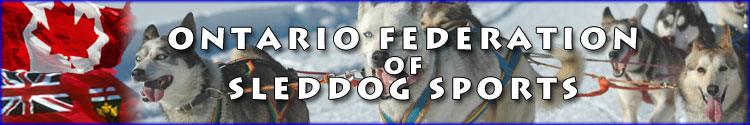 ONTARIO FEDERATION
OF
SLEDDOG SPORTS